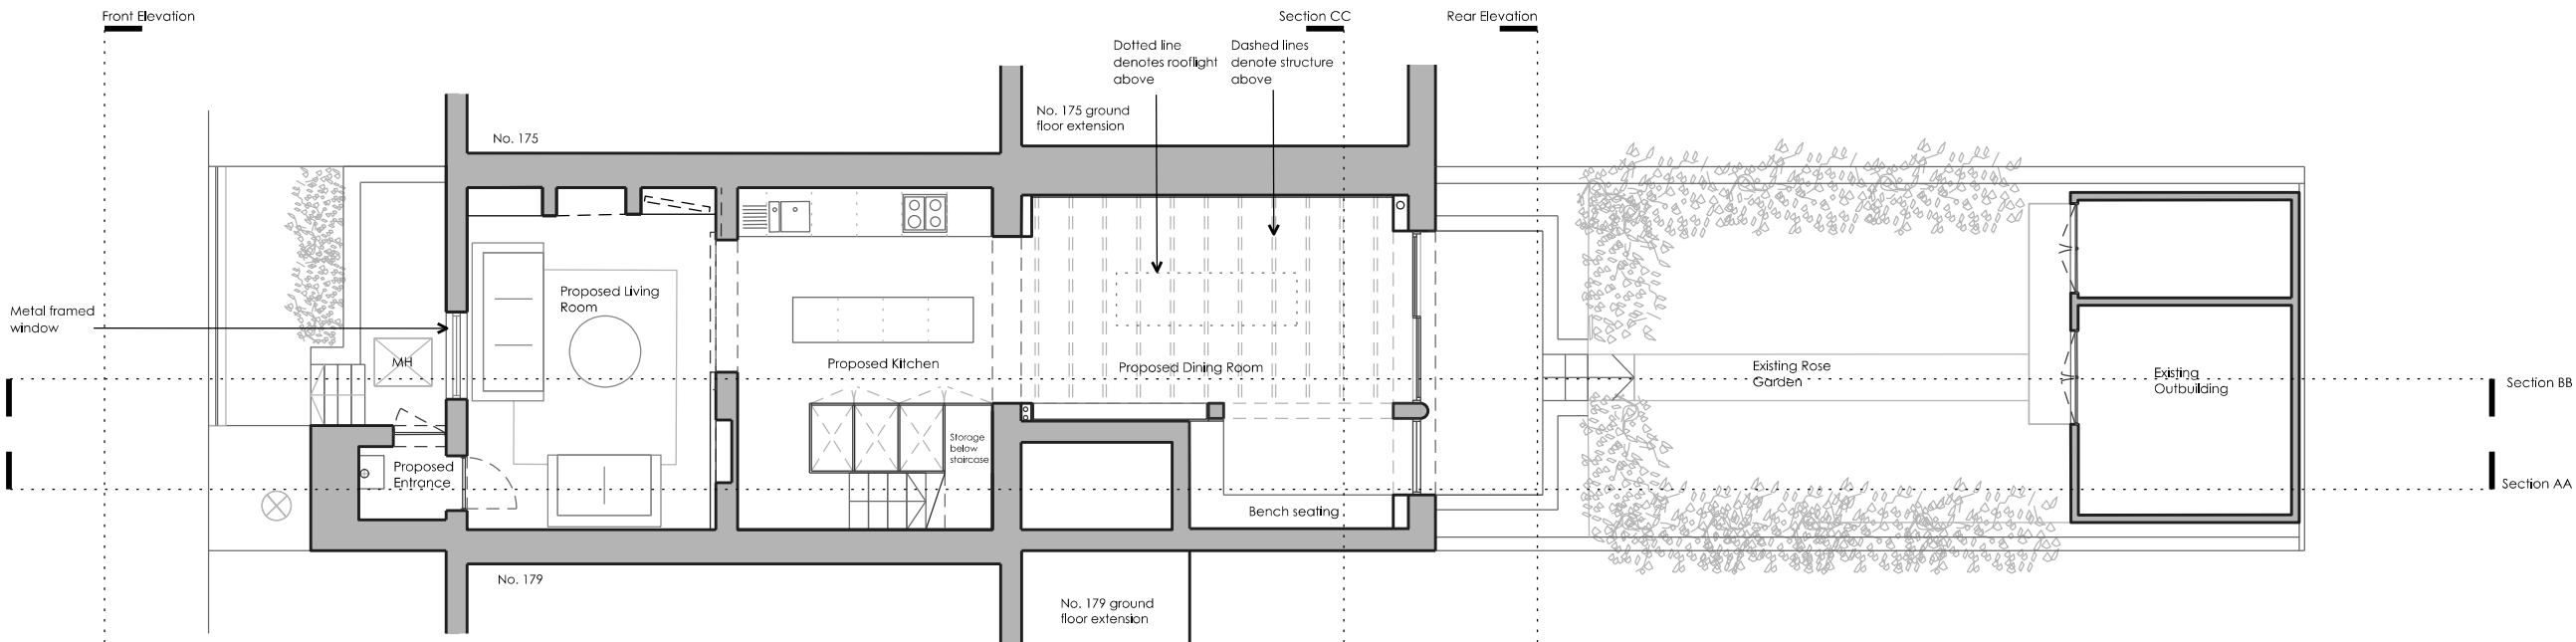 Front Elevation
Section CC
Rear Elevation
Dotted line
denotes rooflight
above
Dashed lines
denote structure
above
No. 175 ground
floor extension
No. 175
Metal framed
window
Proposed Living
Room
MH
Proposed Kitchen
Proposed Dining Room
Existing Rose
Garden
Existing
Outbuilding
Section BB
Storage
below
staircase
Proposed
Entrance
Section AA
Bench seating
No. 179
No. 179 ground
floor extension